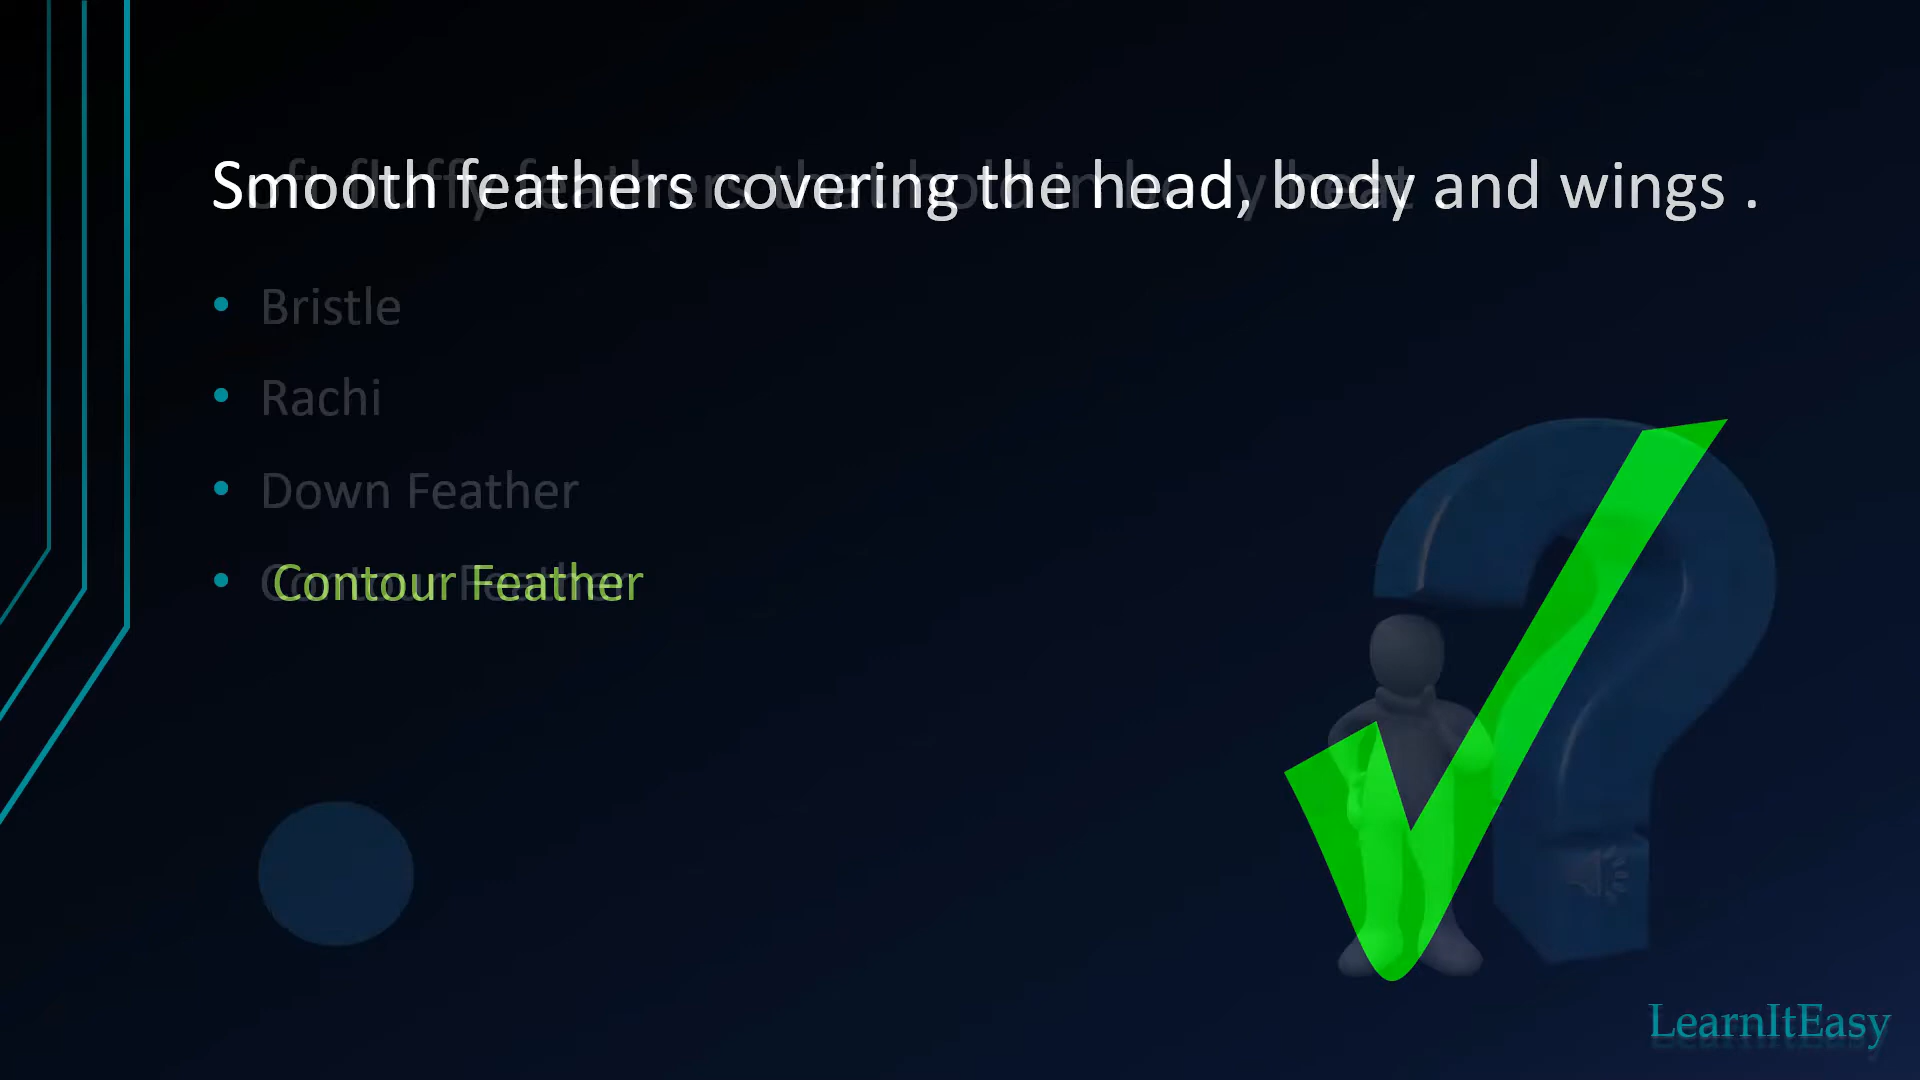 Smooth feathers covering the head, body and wings .
• Bristle
• Rachi
• Down Feather
• Contour Feather
LearnItEasy